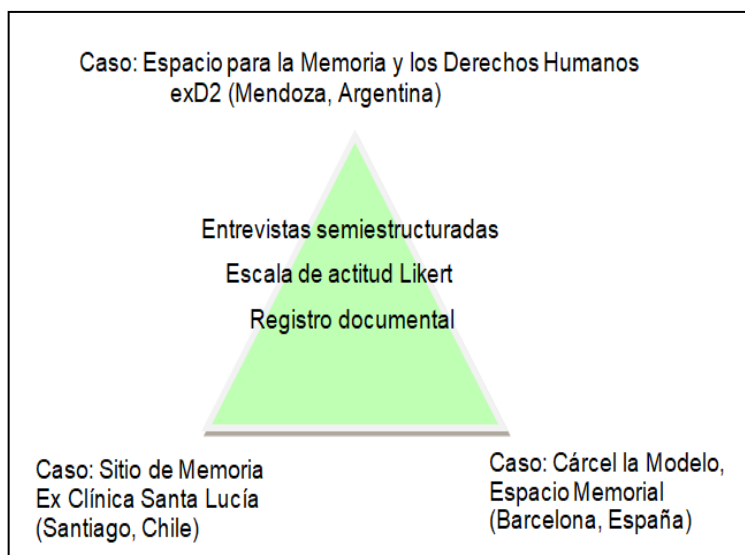 Caso: Espacio para la Memoria y los Derechos Humanos
exD2 (Mendoza, Argentina)
Entrevistas semiestructuradas
Escala de actitud Likert
Registro documental
Caso: Sitio de Memoria
Ex Clínica Santa Lucía
(Santiago, Chile)
Caso: Cárcel la Modelo,
Espacio Memorial
(Barcelona, España)